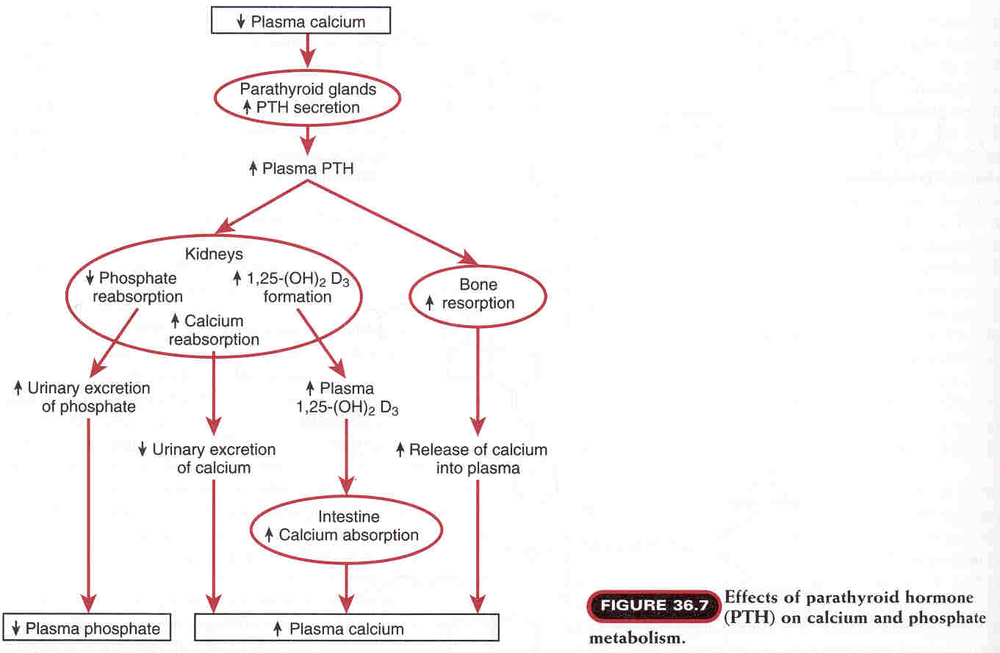 ↓ Plasma calcium
Parathyroid glands
↑ PTH secretion
↑ Plasma PTH
Kidneys
↓ Phosphate
reabsorption
↑ 1,25-(OH)₂ D₃
formation
↑ Calcium
reabsorption
Bone
↑ resorption
↑ Urinary excretion
of phosphate
↑ Plasma
1,25-(OH)₂ D₃
↓ Urinary excretion
of calcium
↑ Release of calcium
into plasma
Intestine
↑ Calcium absorption
↓ Plasma phosphate
↑ Plasma calcium
FIGURE 36.7 Effects of parathyroid hormone
(PTH) on calcium and phosphate
metabolism.